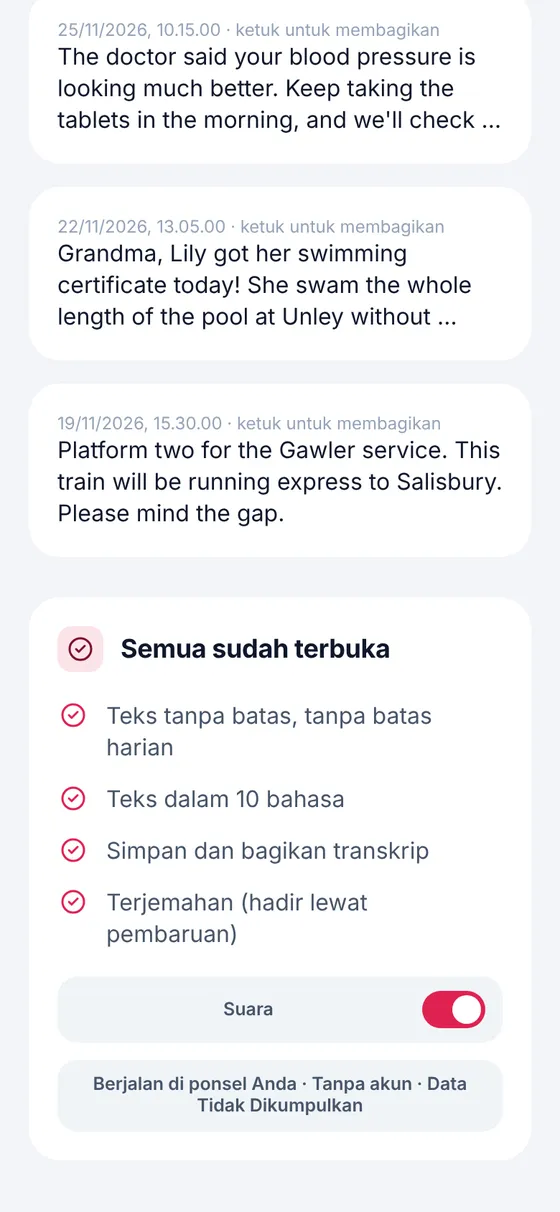 25/11/2026, 10.15.00 · ketuk untuk membagikan
The doctor said your blood pressure is
looking much better. Keep taking the
tablets in the morning, and we'll check ...
22/11/2026, 13.05.00 · ketuk untuk membagikan
Grandma, Lily got her swimming
certificate today! She swam the whole
length of the pool at Unley without ...
19/11/2026, 15.30.00 · ketuk untuk membagikan
Platform two for the Gawler service. This
train will be running express to Salisbury.
Please mind the gap.
Semua sudah terbuka
Teks tanpa batas, tanpa batas
harian
Teks dalam 10 bahasa
Simpan dan bagikan transkrip
Terjemahan (hadir lewat
pembaruan)
Suara
Berjalan di ponsel Anda · Tanpa akun · Data
Tidak Dikumpulkan